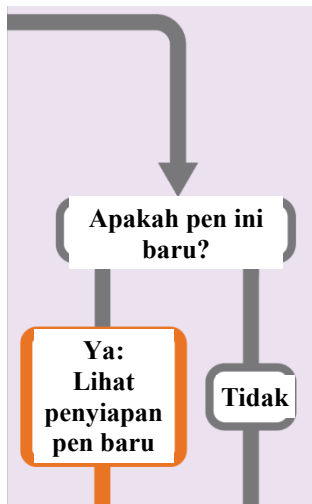 Apakah pen ini
baru?
Ya:
Lihat
penyiapan
pen baru
Tidak